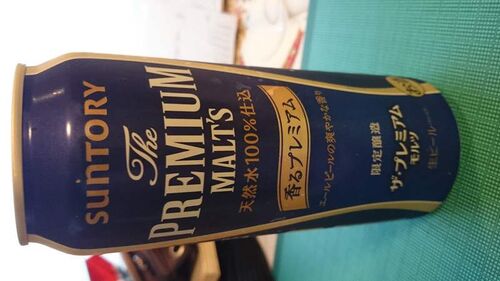 SUNTORY
The
PREMIUM
MALT'S
天然水100%仕込
香るプレミアム
エールビールの爽やかな香り
限定醸造
ザ・プレミアム
モルツ
生ビール